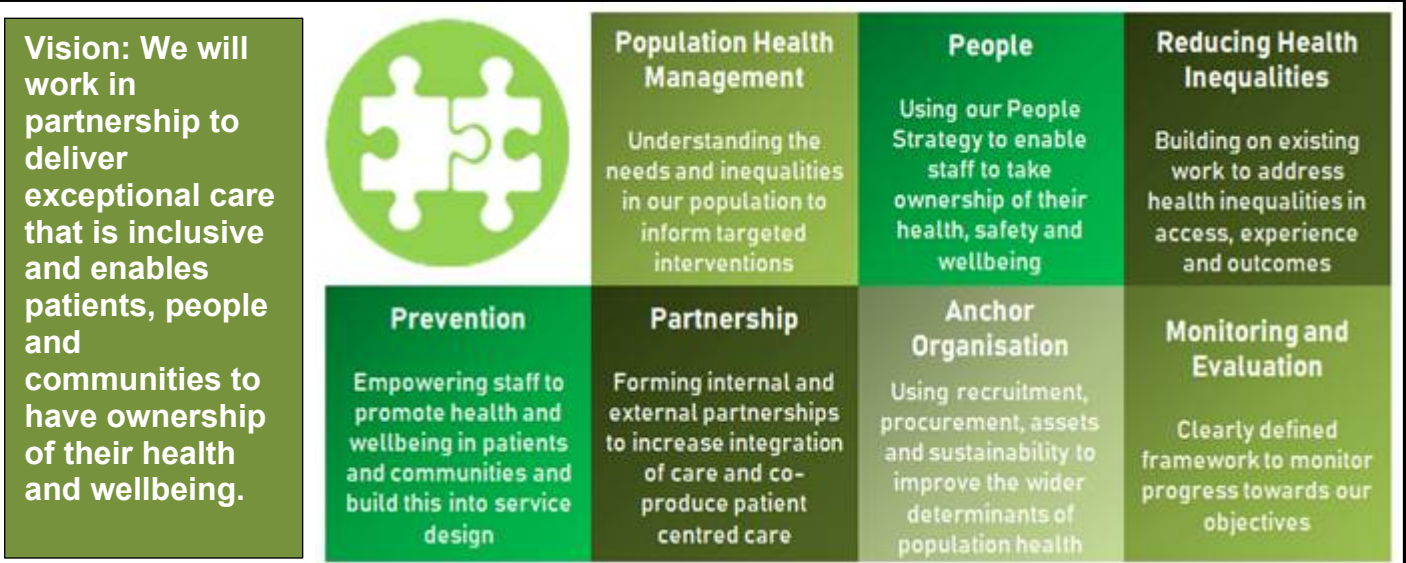 Vision: We will
work in
partnership to
deliver
exceptional care
that is inclusive
and enables
patients, people
and
communities to
have ownership
of their health
and wellbeing.
Population Health
Management
Understanding the
needs and inequalities
in our population to
inform targeted
interventions
People
Using our People
Strategy to enable
staff to take
ownership of their
health, safety and
wellbeing
Reducing Health
Inequalities
Building on existing
work to address
health inequalities in
access, experience
and outcomes
Prevention
Empowering staff to
promote health and
wellbeing in patients
and communities and
build this into service
design
Partnership
Forming internal and
external partnerships
to increase integration
of care and co-
produce patient
centred care
Anchor
Organisation
Using recruitment,
procurement, assets
and sustainability to
improve the wider
determinants of
population health
Monitoring and
Evaluation
Clearly defined
framework to monitor
progress towards our
objectives